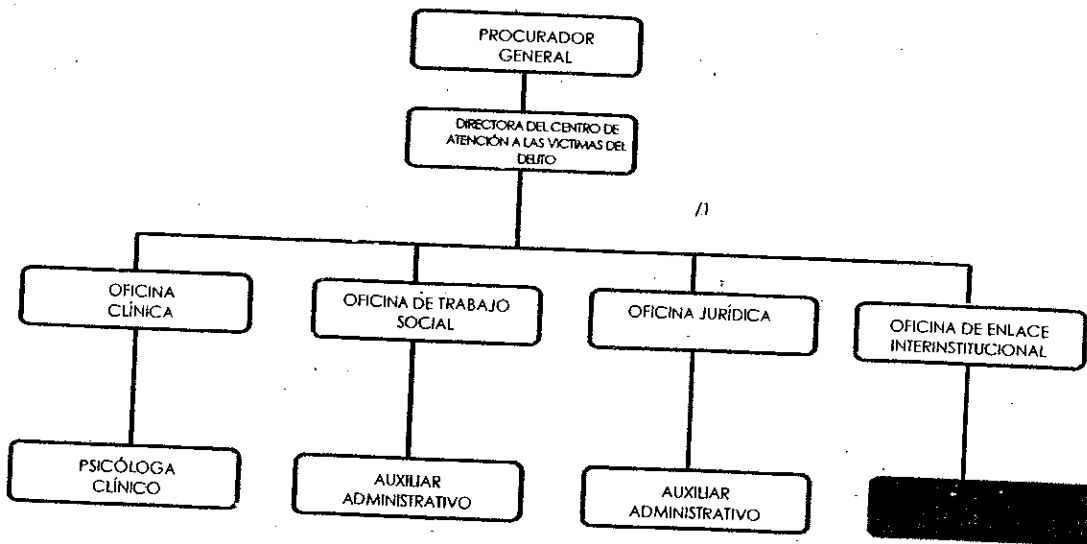 PROCURADOR
GENERAL
DIRECTORA DEL CENTRO DE
ATENCIÓN A LAS VICTIMAS DEL
DELITO
OFICINA
CLÍNICA
OFICINA DE TRABAJO
SOCIAL
OFICINA JURÍDICA
OFICINA DE ENLACE
INTERINSTITUCIONAL
PSICÓLOGA
CLÍNICO
AUXILIAR
ADMINISTRATIVO
AUXILIAR
ADMINISTRATIVO